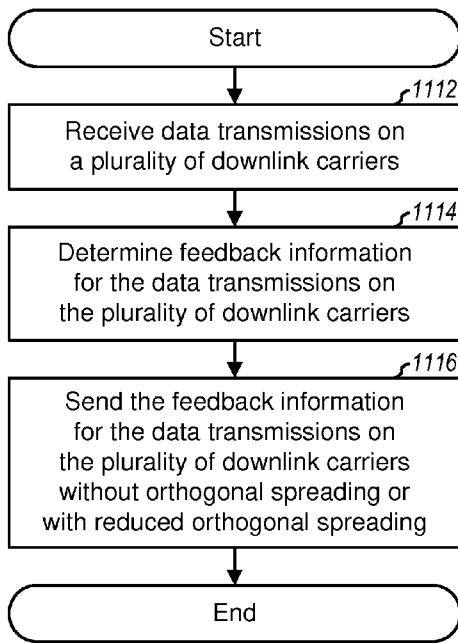 Start
1112
Receive data transmissions on
a plurality of downlink carriers
1114
Determine feedback information
for the data transmissions on
the plurality of downlink carriers
1116
Send the feedback information
for the data transmissions on
the plurality of downlink carriers
without orthogonal spreading or
with reduced orthogonal spreading
End